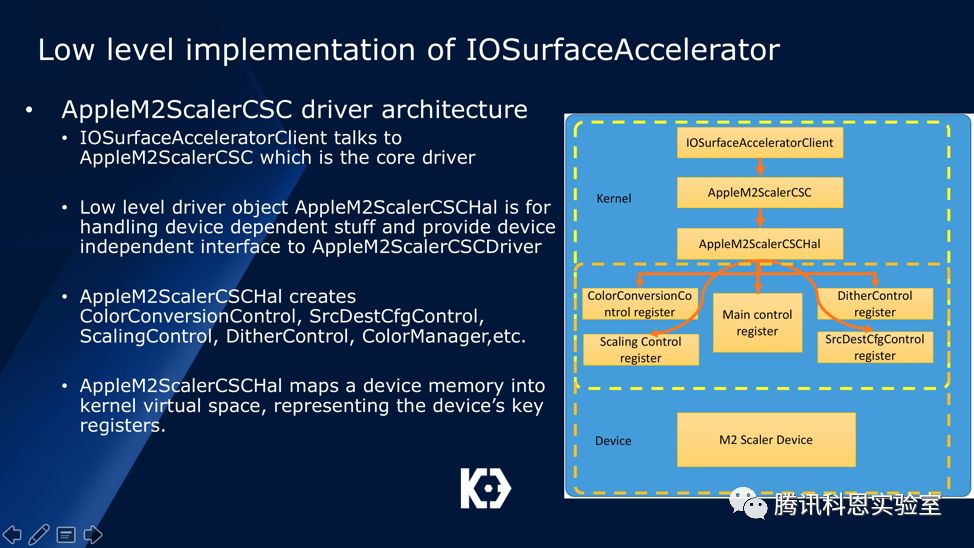 Low level implementation of IOSurfaceAccelerator
• AppleM2ScalerCSC driver architecture
• IOSurfaceAcceleratorClient talks to
AppleM2ScalerCSC which is the core driver
• Low level driver object AppleM2ScalerCSCHal is for
handling device dependent stuff and provide device
independent interface to AppleM2ScalerCSCDriver
• AppleM2ScalerCSCHal creates
ColorConversionControl, SrcDestCfgControl,
ScalingControl, DitherControl, ColorManager,etc.
• AppleM2ScalerCSCHal maps a device memory into
kernel virtual space, representing the device’s key
registers.
IOSurfaceAcceleratorClient
Kernel
AppleM2ScalerCSC
AppleM2ScalerCSCHal
ColorConversionCo
ntrol register
Main control
register
DitherControl
register
Scaling Control
register
SrcDestCfgControl
register
Device
M2 Scaler Device
腾讯科恩实验室